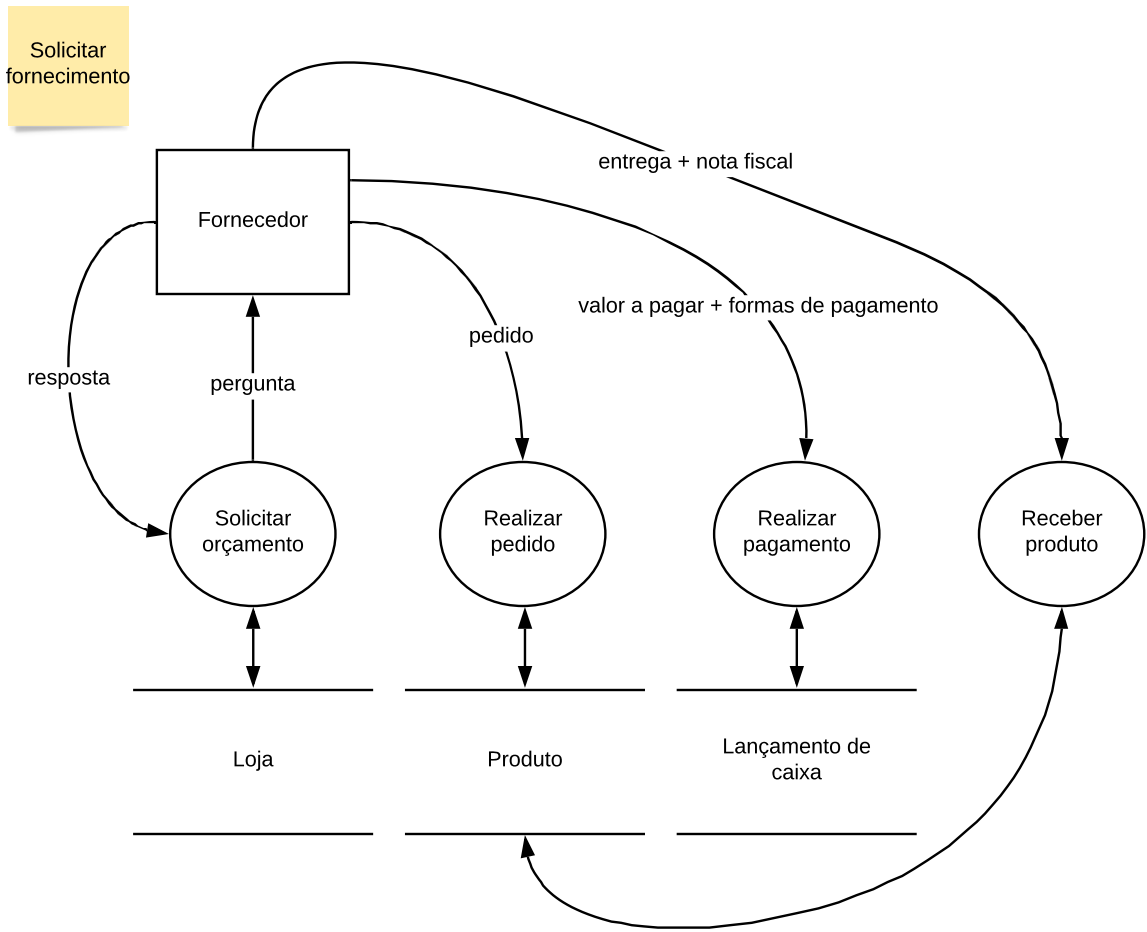 Solicitar
fornecimento
entrega + nota fiscal
Fornecedor
valor a pagar + formas de pagamento
pedido
resposta
pergunta
Solicitar
orçamento
Realizar
pedido
Realizar
pagamento
Receber
produto
Loja
Produto
Lançamento de
caixa